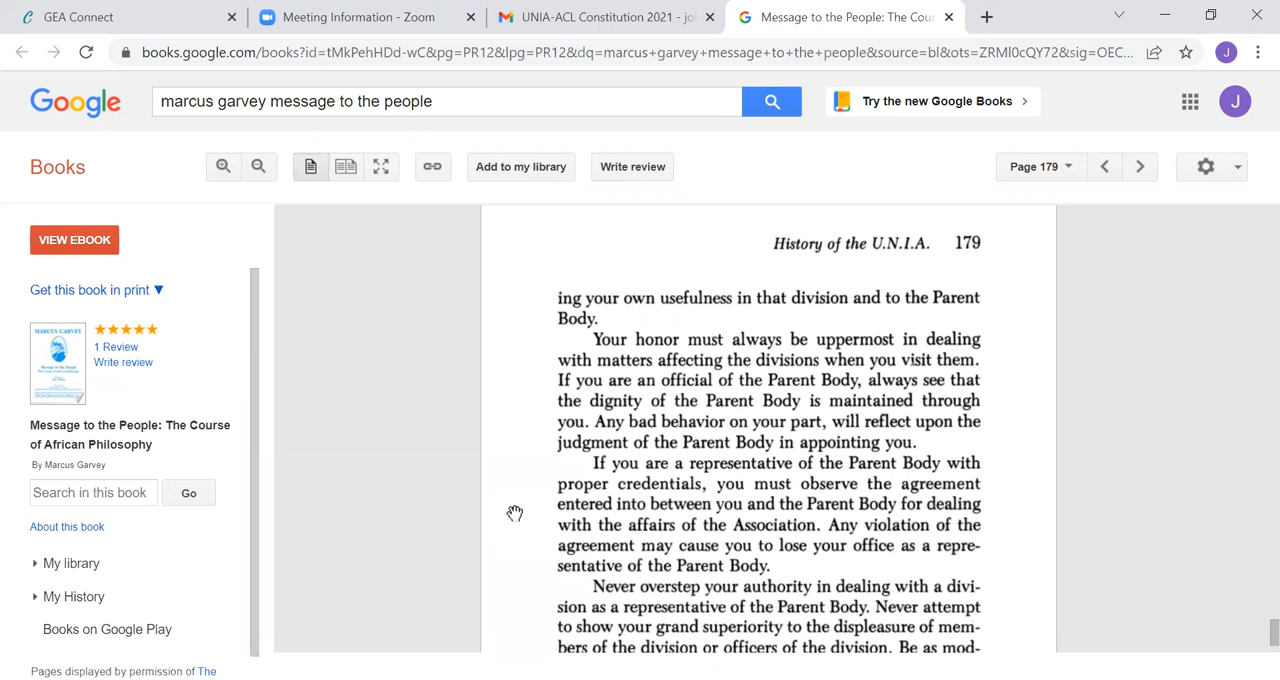 GEA Connect
Meeting Information - Zoom
UNIA-ACL Constitution 2021 - jo
Message to the People: The Cour
books.google.com/books?id=tMkPehHDd-wC&pg=PR12&lpg=PR12&dq=marcus+garvey+message+to+the+people&source=bl&ots=ZRMl0cQY72&sig=OEC...
J
Google
marcus garvey message to the people
Try the new Google Books
J
Books
Add to my library
Write review
Page 179
VIEW EBOOK
Get this book in print ▼
MARCUS GARVEY
Message to the People
1 Review
Write review
Message to the People: The Course
of African Philosophy
By Marcus Garvey
Search in this book
Go
About this book
My library
My History
Books on Google Play
Pages displayed by permission of The
History of the U.N.I.A. 179
ing your own usefulness in that division and to the Parent
Body.
Your honor must always be uppermost in dealing
with matters affecting the divisions when you visit them.
If you are an official of the Parent Body, always see that
the dignity of the Parent Body is maintained through
you. Any bad behavior on your part, will reflect upon the
judgment of the Parent Body in appointing you.
If you are a representative of the Parent Body with
proper credentials, you must observe the agreement
entered into between you and the Parent Body for dealing
with the affairs of the Association. Any violation of the
agreement may cause you to lose your office as a repre-
sentative of the Parent Body.
Never overstep your authority in dealing with a divi-
sion as a representative of the Parent Body. Never attempt
to show your grand superiority to the displeasure of mem-
bers of the division or officers of the division. Be as mod-